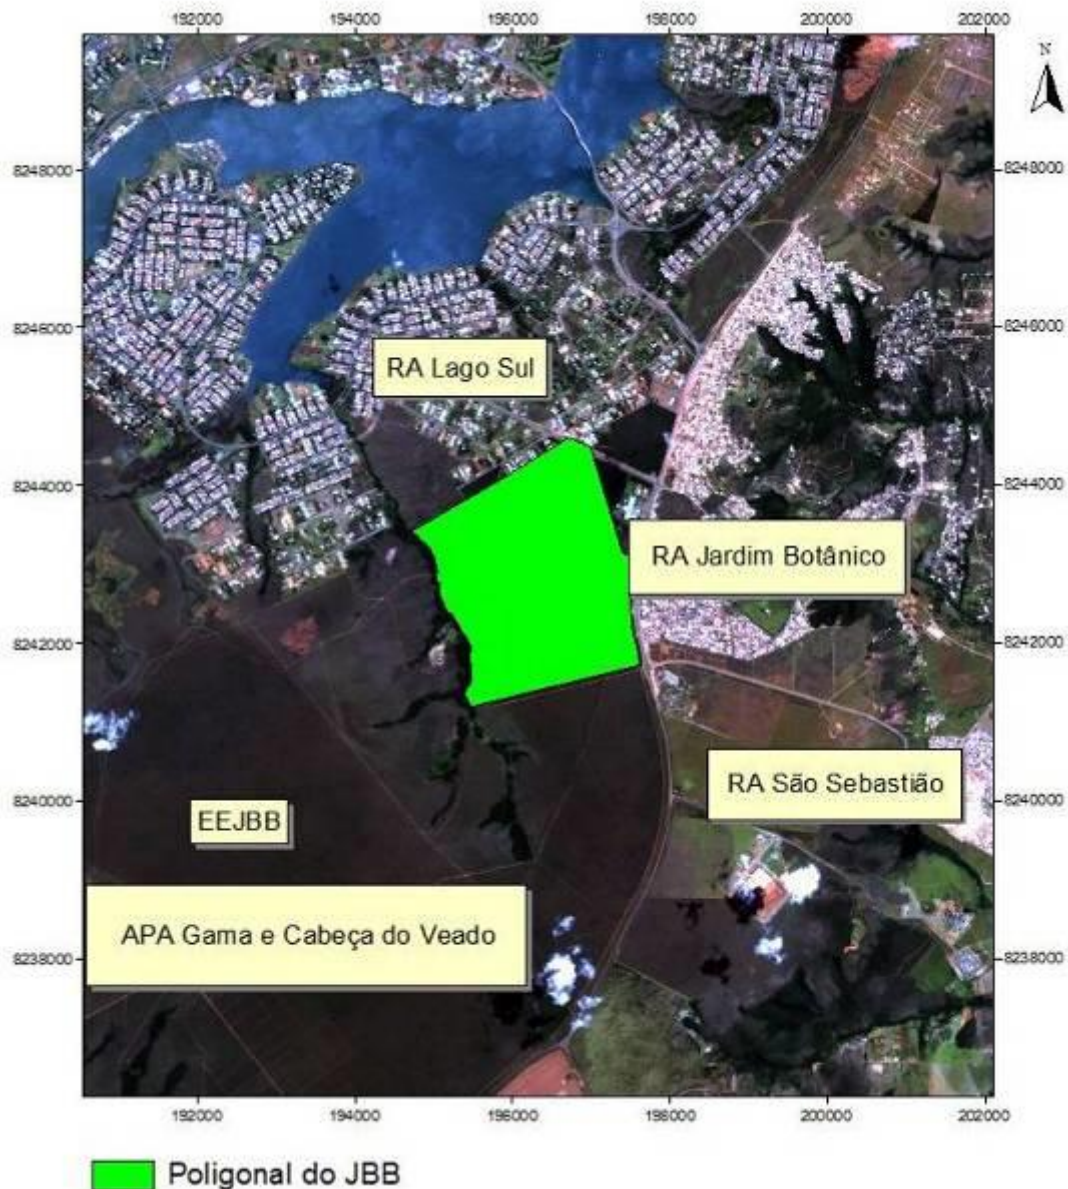 192000 194000 196000 198000 200000 202000
N
8248000 8248000
8246000 8246000
RA Lago Sul
8244000 8244000
RA Jardim Botânico
8242000 8242000
RA São Sebastião
8240000 8240000
EEJBB
APA Gama e Cabeça do Veado
8238000 8238000
192000 194000 196000 198000 200000 202000
Poligonal do JBB